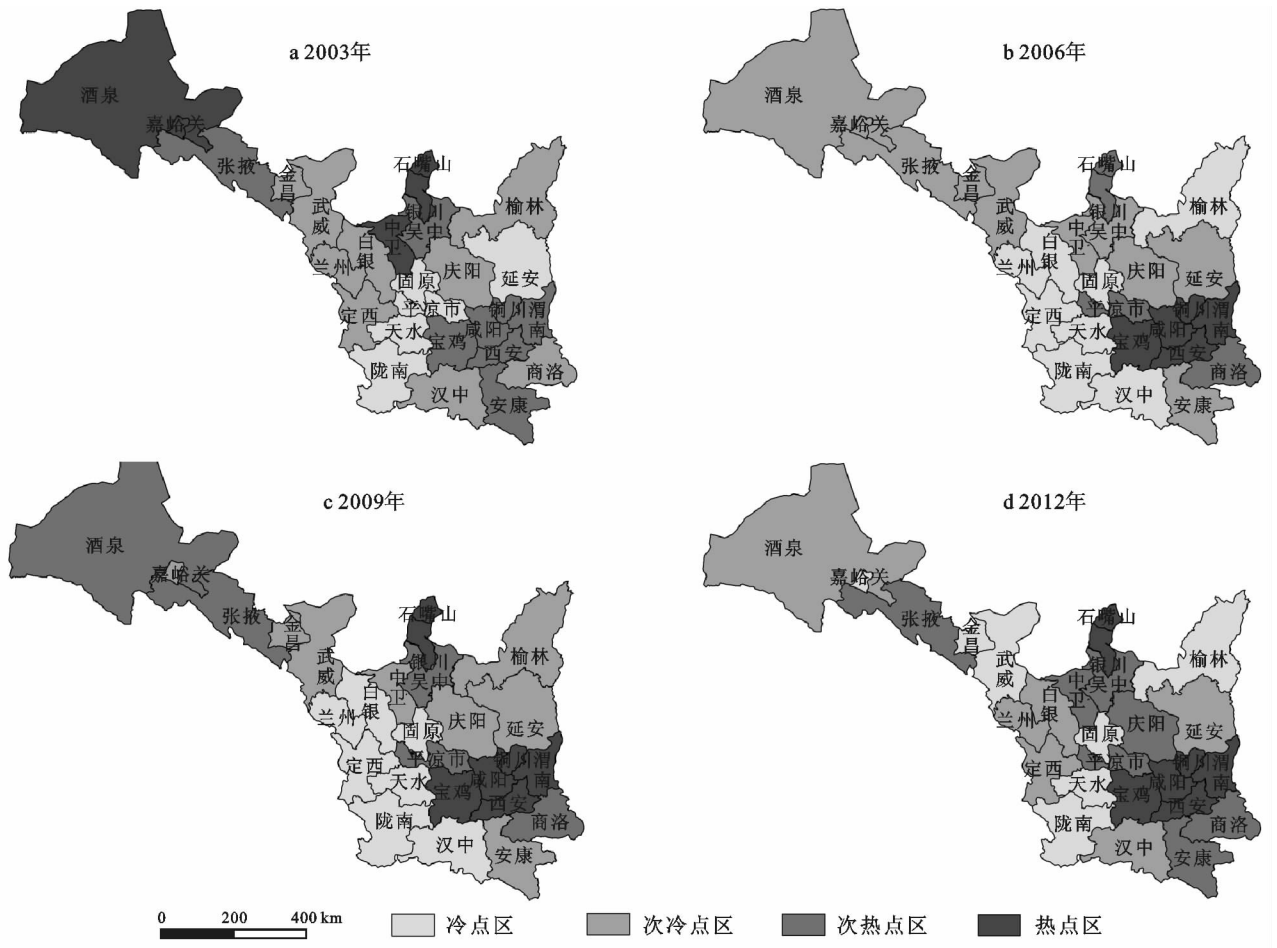 a 2003年
酒泉
嘉峪关
张掖
金昌
武威
石嘴山
银川
吴中
中卫
白银
兰州
榆林
庆阳
延安
固原
定西
平凉市
天水
铜川
渭南
咸阳
宝鸡
西安
陇南
商洛
汉中
安康
b 2006年
酒泉
嘉峪关
张掖
金昌
武威
石嘴山
银川
吴中
中卫
白银
兰州
榆林
庆阳
延安
固原
定西
平凉市
天水
铜川
渭南
咸阳
宝鸡
西安
陇南
商洛
汉中
安康
c 2009年
酒泉
嘉峪关
张掖
金昌
武威
石嘴山
银川
吴中
中卫
白银
兰州
榆林
庆阳
延安
固原
定西
平凉市
天水
铜川
渭南
咸阳
宝鸡
西安
陇南
商洛
汉中
安康
d 2012年
酒泉
嘉峪关
张掖
金昌
武威
石嘴山
银川
吴中
中卫
白银
兰州
榆林
庆阳
延安
固原
定西
平凉市
天水
铜川
渭南
咸阳
宝鸡
西安
陇南
商洛
汉中
安康
0 200 400 km
冷点区 次冷点区 次热点区 热点区